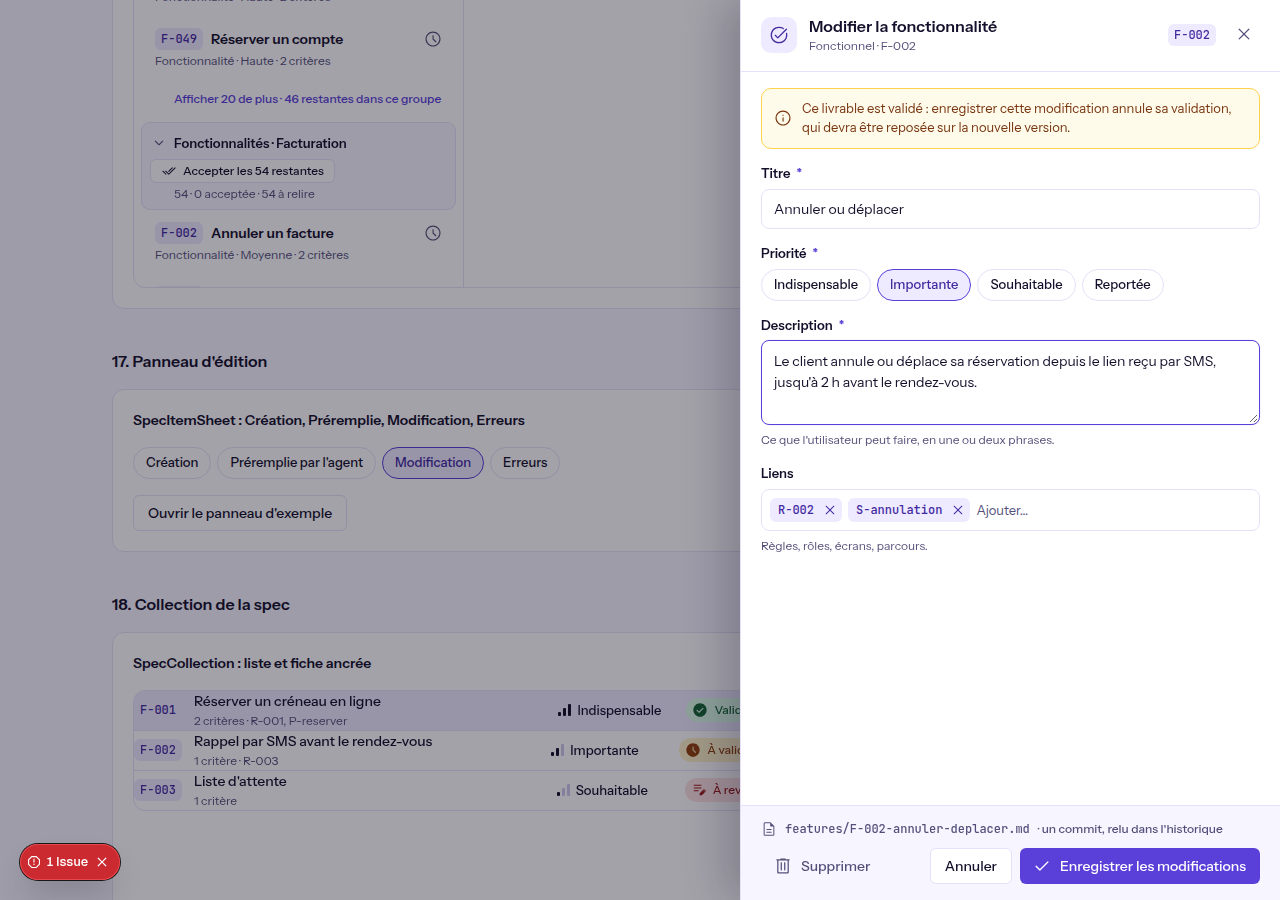 F-049 Réserver un compte
Fonctionnalité · Haute · 2 critères
Afficher 20 de plus · 46 restantes dans ce groupe
Fonctionnalités · Facturation
Accepter les 54 restantes
54 · 0 acceptée · 54 à relire
F-002 Annuler un facture
Fonctionnalité · Moyenne · 2 critères
17. Panneau d'édition
SpecItemSheet : Création, Préremplie, Modification, Erreurs
Création Préremplie par l'agent Modification Erreurs
Ouvrir le panneau d'exemple
18. Collection de la spec
SpecCollection : liste et fiche ancrée
F-001 Réserver un créneau en ligne
2 critères · R-001, P-reserver
Indispensable
F-002 Rappel par SMS avant le rendez-vous
1 critère · R-003
Importante
F-003 Liste d'attente
1 critère
Souhaitable
1 Issue
Modifier la fonctionnalité
Fonctionnel · F-002
F-002
Ce livrable est validé : enregistrer cette modification annule sa validation,
qui devra être reposée sur la nouvelle version.
Titre *
Annuler ou déplacer
Priorité *
Indispensable Importante Souhaitable Reportée
Description *
Le client annule ou déplace sa réservation depuis le lien reçu par SMS,
jusqu'à 2 h avant le rendez-vous.
Ce que l'utilisateur peut faire, en une ou deux phrases.
Liens
R-002 S-annulation Ajouter...
Règles, rôles, écrans, parcours.
features/F-002-annuler-deplacer.md · un commit, relu dans l'historique
Supprimer Annuler Enregistrer les modifications